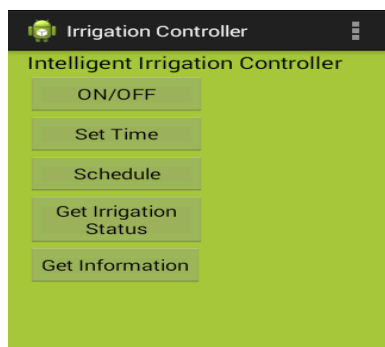 Irrigation Controller
Intelligent Irrigation Controller
ON/OFF
Set Time
Schedule
Get Irrigation
Status
Get Information